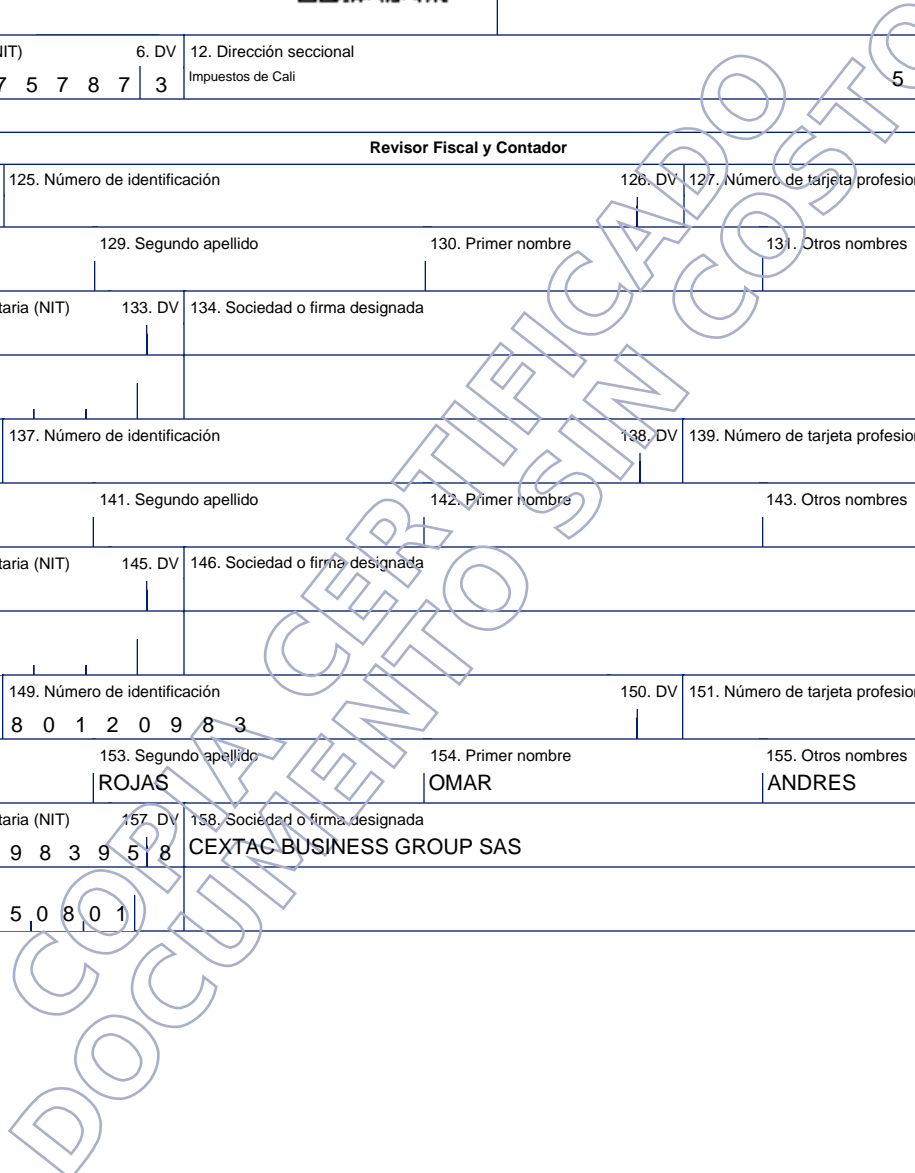 NIT) 6. DV 12. Dirección seccional
7 5 7 8 7 3 Impuestos de Cali 5
Revisor Fiscal y Contador
125. Número de identificación 126. DV 127. Número de tarjeta profesion
129. Segundo apellido 130. Primer nombre 131. Otros nombres
taria (NIT) 133. DV 134. Sociedad o firma designada
137. Número de identificación 138. DV 139. Número de tarjeta profesion
141. Segundo apellido 142. Primer nombre 143. Otros nombres
taria (NIT) 145. DV 146. Sociedad o firma designada
149. Número de identificación 150. DV 151. Número de tarjeta profesion
8 0 1 2 0 9 8 3
153. Segundo apellido 154. Primer nombre 155. Otros nombres
ROJAS OMAR ANDRES
taria (NIT) 157. DV 158. Sociedad o firma designada
9 8 3 9 5 8 CEXTAC BUSINESS GROUP SAS
5 0 8 0 1
COPIA CERTIFICADO
DOCUMENTO SIN COSTO